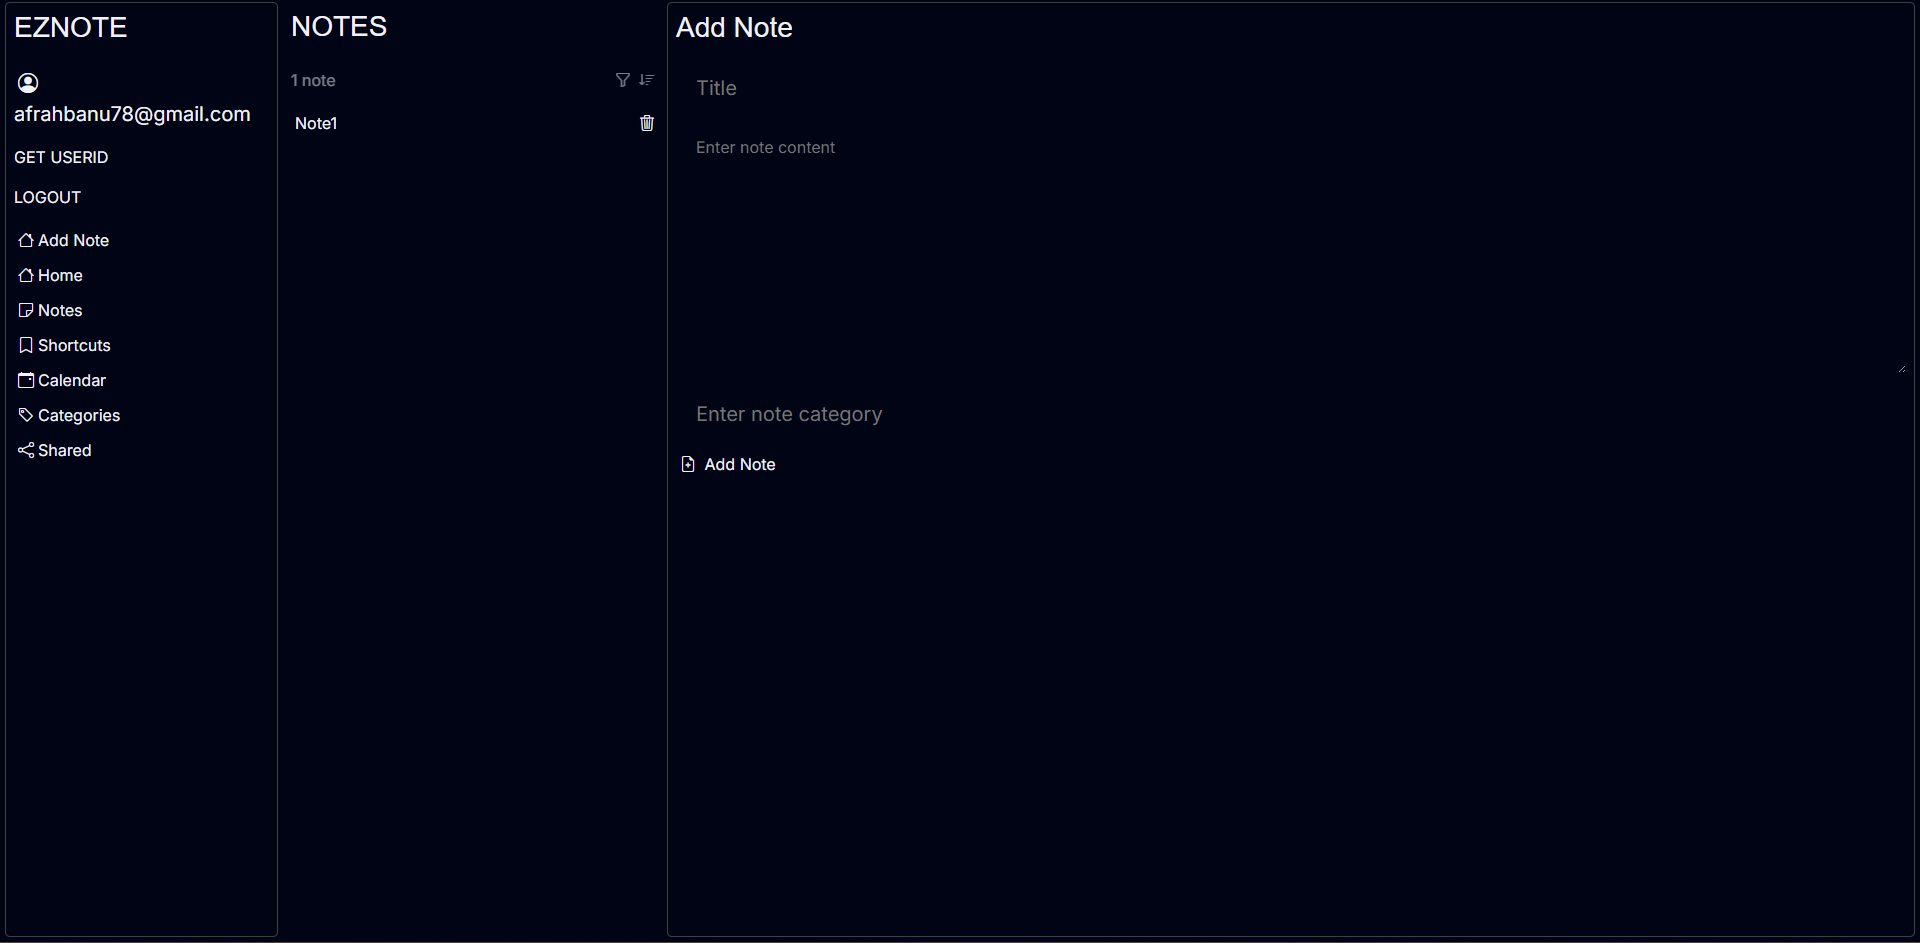 EZNOTE
afrahbanu78@gmail.com
GET USERID
LOGOUT
Add Note
Home
Notes
Shortcuts
Calendar
Categories
Shared
NOTES
1 note
Note1
Add Note
Title
Enter note content
Enter note category
Add Note